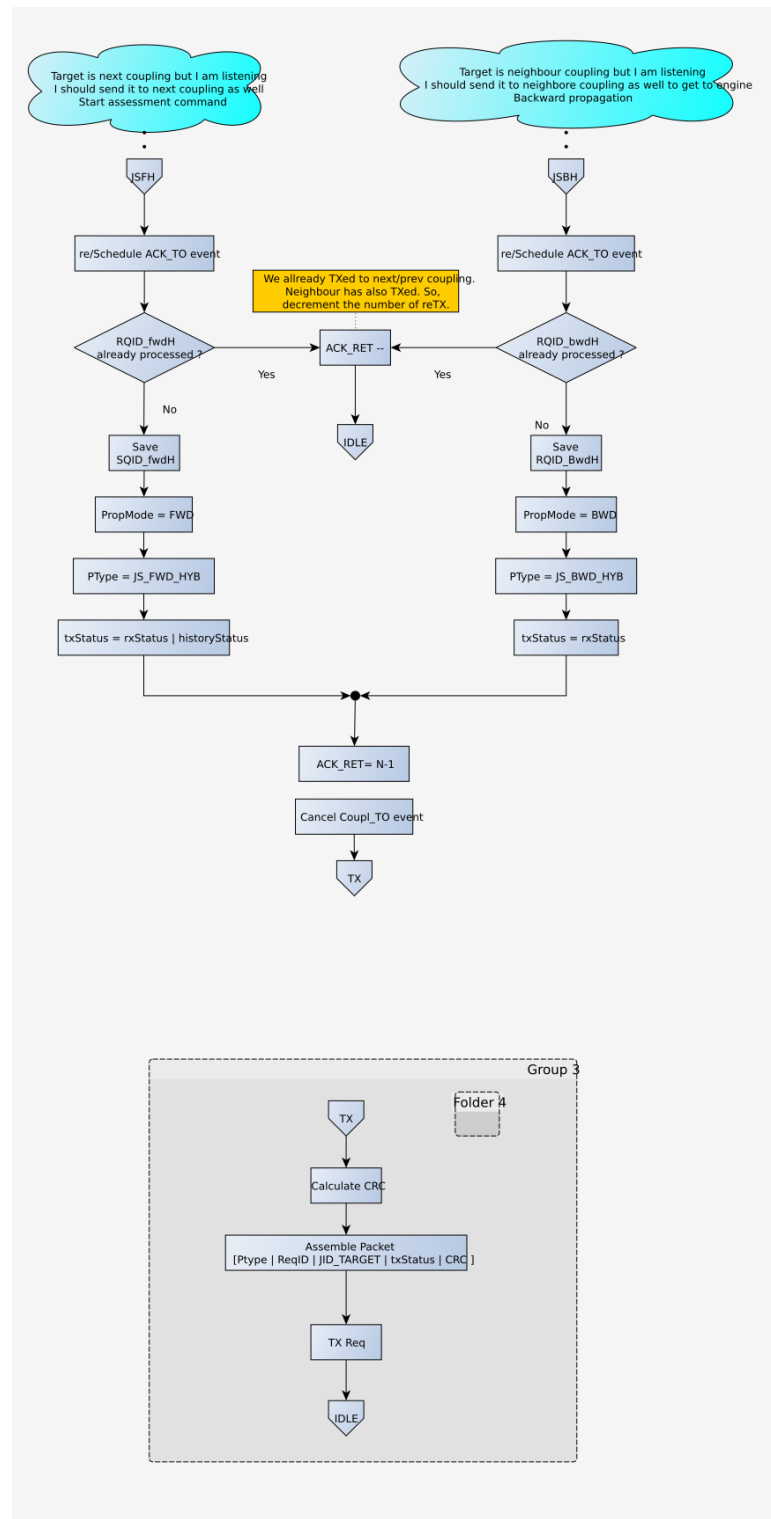 Target is next coupling but I am listening
I should send it to next coupling as well
Start assessment command
Target is neighbour coupling but I am listening
I should send it to neighbore coupling as well to get to engine
Backward propagation
JSFH
JSBH
re/Schedule ACK_TO event
re/Schedule ACK_TO event
We allready TXed to next/prev coupling.
Neighbour has also TXed. So,
decrement the number of reTX.
RQID_fwdH
already processed ?
ACK_RET --
RQID_bwdH
already processed ?
Yes
Yes
No
No
IDLE
Save
SQID_fwdH
Save
RQID_BwdH
PropMode = FWD
PropMode = BWD
PType = JS_FWD_HYB
PType = JS_BWD_HYB
txStatus = rxStatus | historyStatus
txStatus = rxStatus
ACK_RET= N-1
Cancel Coupl_TO event
TX
Group 3
Folder 4
TX
Calculate CRC
Assemble Packet
[Ptype | ReqID | JID_TARGET | txStatus | CRC ]
TX Req
IDLE